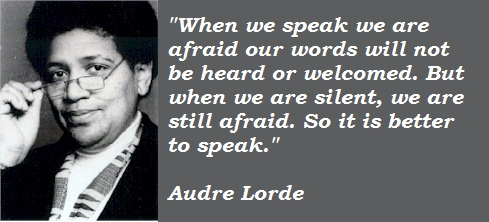 "When we speak we are
afraid our words will not
be heard or welcomed. But
when we are silent, we are
still afraid. So it is better
to speak."
Audre Lorde